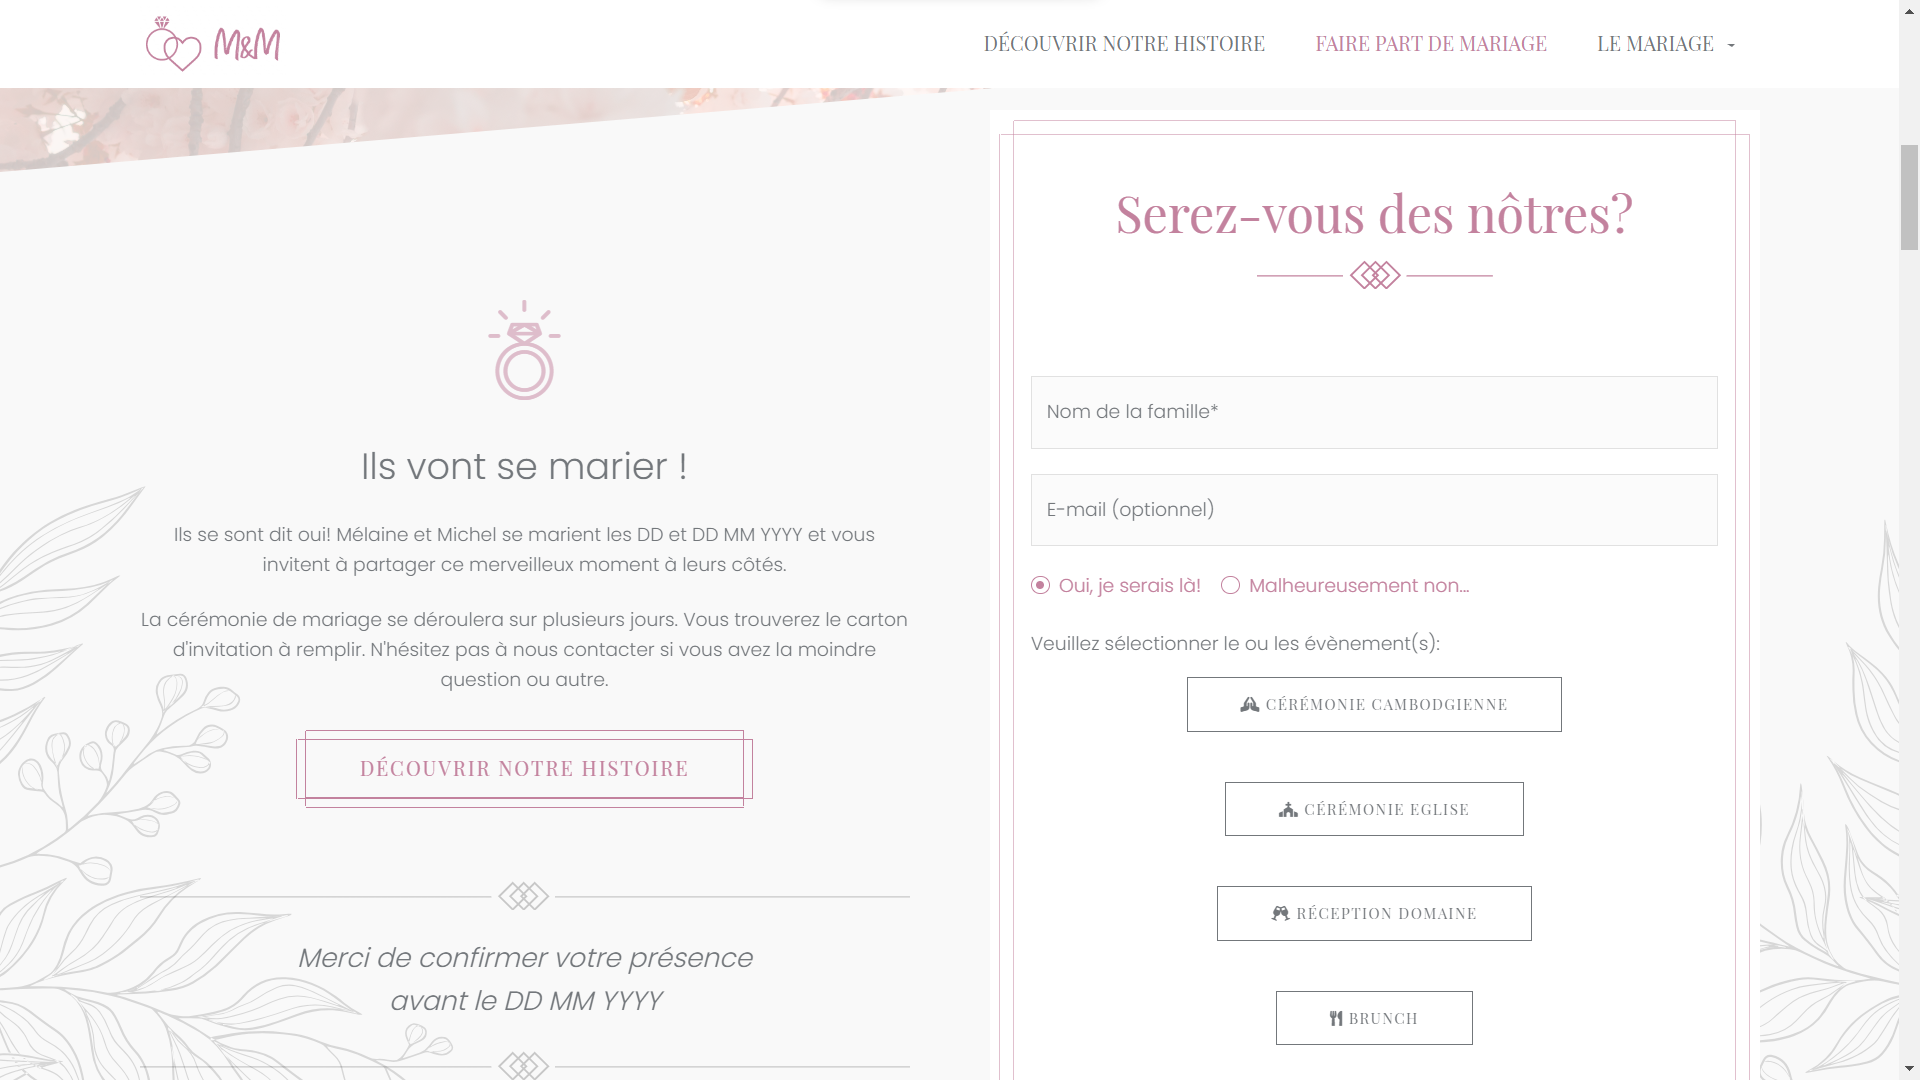 M&M
DÉCOUVRIR NOTRE HISTOIRE
FAIRE PART DE MARIAGE
LE MARIAGE
Ils vont se marier !
Ils se sont dit oui! Mélaine et Michel se marient les DD et DD MM YYYY et vous
invitent à partager ce merveilleux moment à leurs côtés.
La cérémonie de mariage se déroulera sur plusieurs jours. Vous trouverez le carton
d'invitation à remplir. N'hésitez pas à nous contacter si vous avez la moindre
question ou autre.
DÉCOUVRIR NOTRE HISTOIRE
Merci de confirmer votre présence
avant le DD MM YYYY
Serez-vous des nôtres?
Nom de la famille*
E-mail (optionnel)
Oui, je serais là!
Malheureusement non...
Veuillez sélectionner le ou les évènement(s):
CÉRÉMONIE CAMBODGIENNE
CÉRÉMONIE EGLISE
RÉCEPTION DOMAINE
BRUNCH